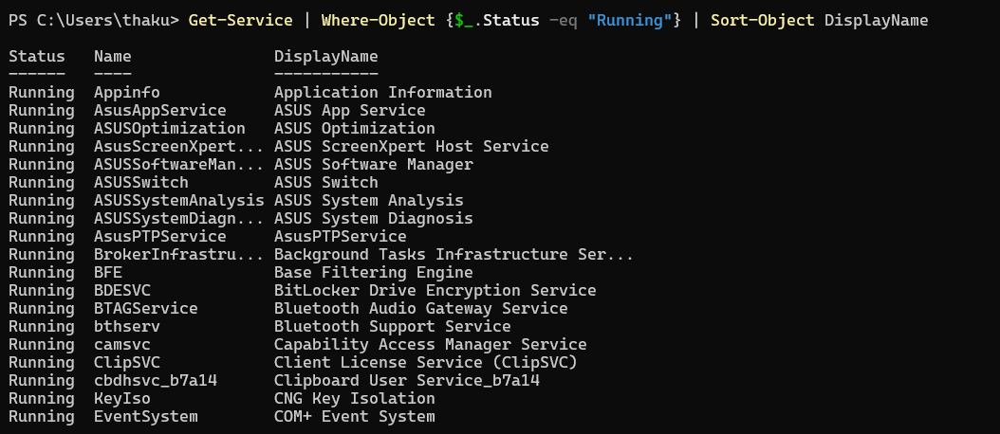 PS C:\Users\thaku> Get-Service | Where-Object {$_.Status -eq "Running"} | Sort-Object DisplayName
Status   Name               DisplayName
------   ----               -----------
Running  Appinfo            Application Information
Running  AsusAppService     ASUS App Service
Running  ASUSOptimization   ASUS Optimization
Running  AsusScreenXpert... ASUS ScreenXpert Host Service
Running  ASUSSoftwareMan... ASUS Software Manager
Running  ASUSSwitch         ASUS Switch
Running  ASUSSystemAnalysis ASUS System Analysis
Running  ASUSSystemDiagn... ASUS System Diagnosis
Running  AsusPTPService     AsusPTPService
Running  BrokerInfrastru... Background Tasks Infrastructure Ser...
Running  BFE                Base Filtering Engine
Running  BDESVC             BitLocker Drive Encryption Service
Running  BTAGService        Bluetooth Audio Gateway Service
Running  bthserv            Bluetooth Support Service
Running  camsvc             Capability Access Manager Service
Running  ClipSVC            Client License Service (ClipSVC)
Running  cbdhsvc_b7a14      Clipboard User Service_b7a14
Running  KeyIso             CNG Key Isolation
Running  EventSystem        COM+ Event System